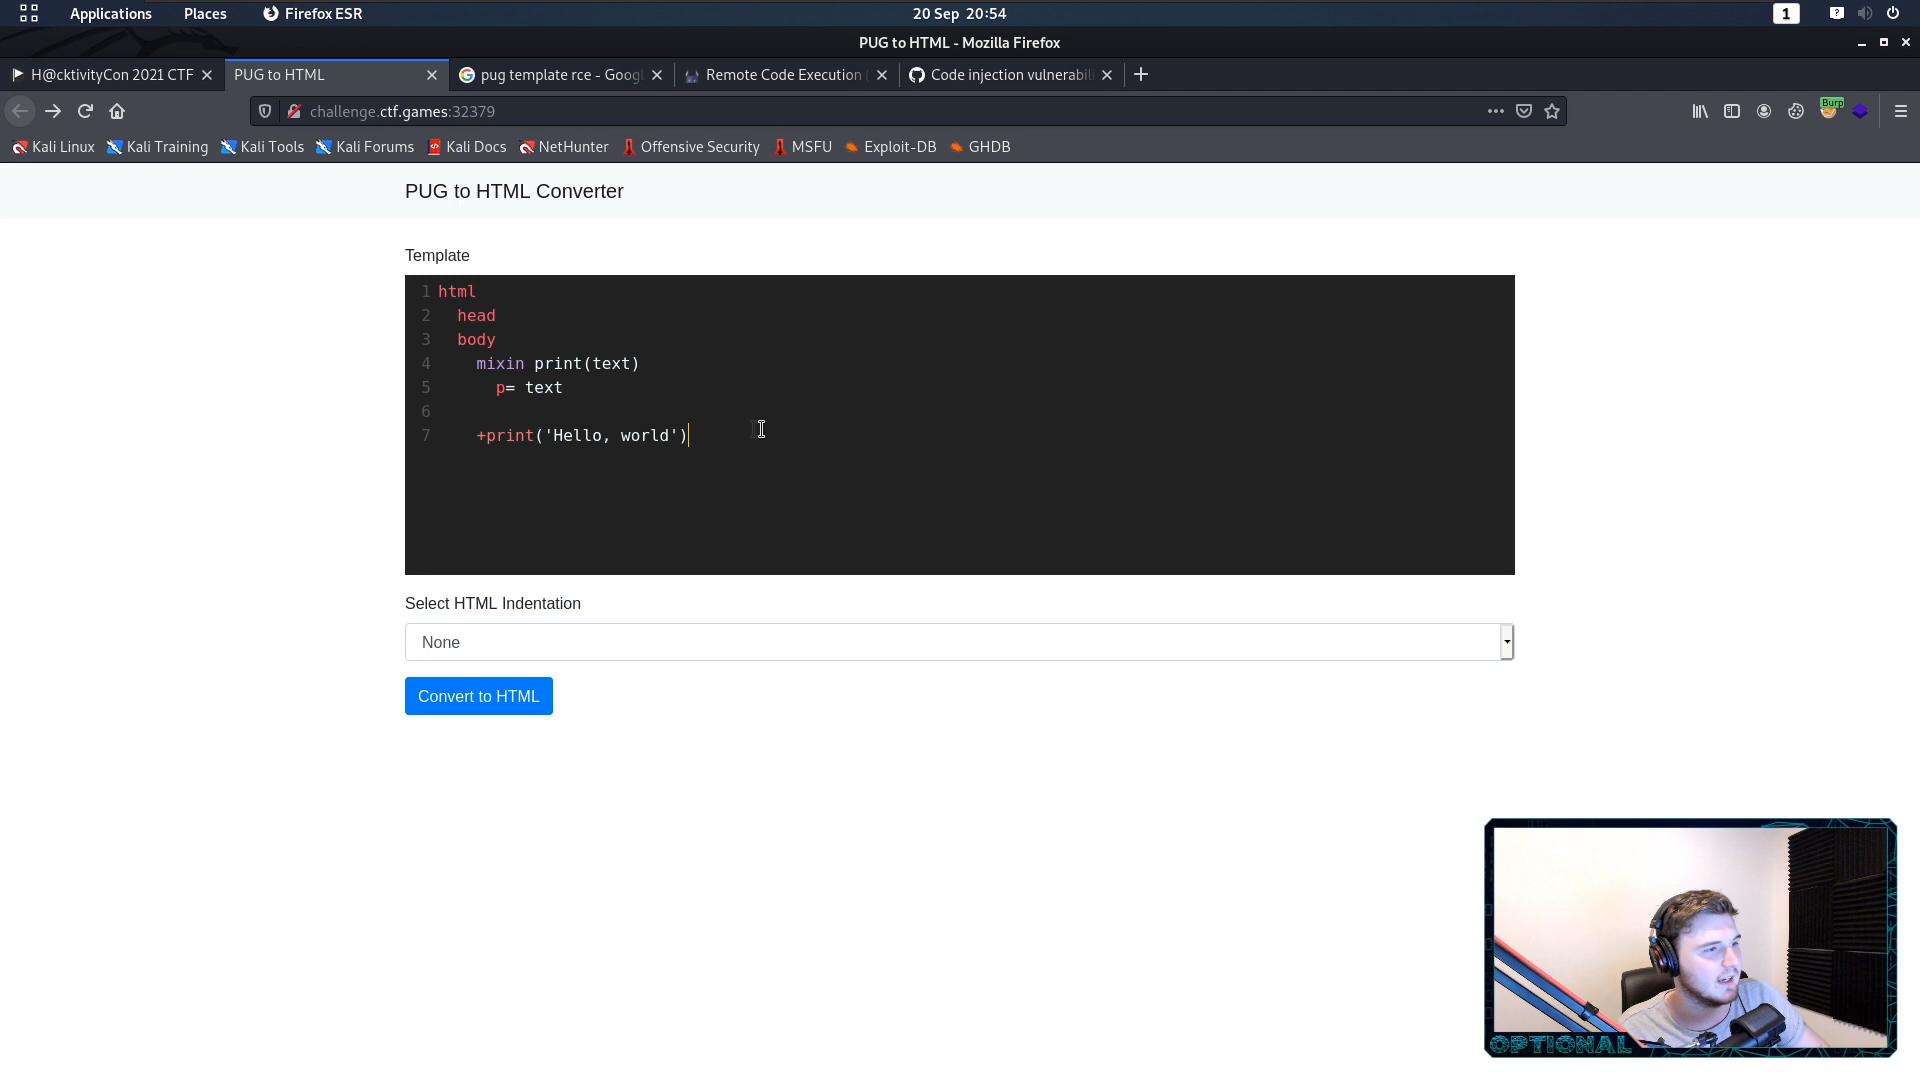 Applications Places Firefox ESR 20 Sep 20:54 1
PUG to HTML - Mozilla Firefox
H@cktivityCon 2021 CTF PUG to HTML pug template rce - Goog Remote Code Execution Code injection vulnerabili
challenge.ctf.games:32379 Burp
Kali Linux Kali Training Kali Tools Kali Forums Kali Docs NetHunter Offensive Security MSFU Exploit-DB GHDB
PUG to HTML Converter
Template
1 html
2 head
3 body
4 mixin print(text)
5 p= text
6
7 +print('Hello, world')
Select HTML Indentation
None
Convert to HTML
OPTIONAL